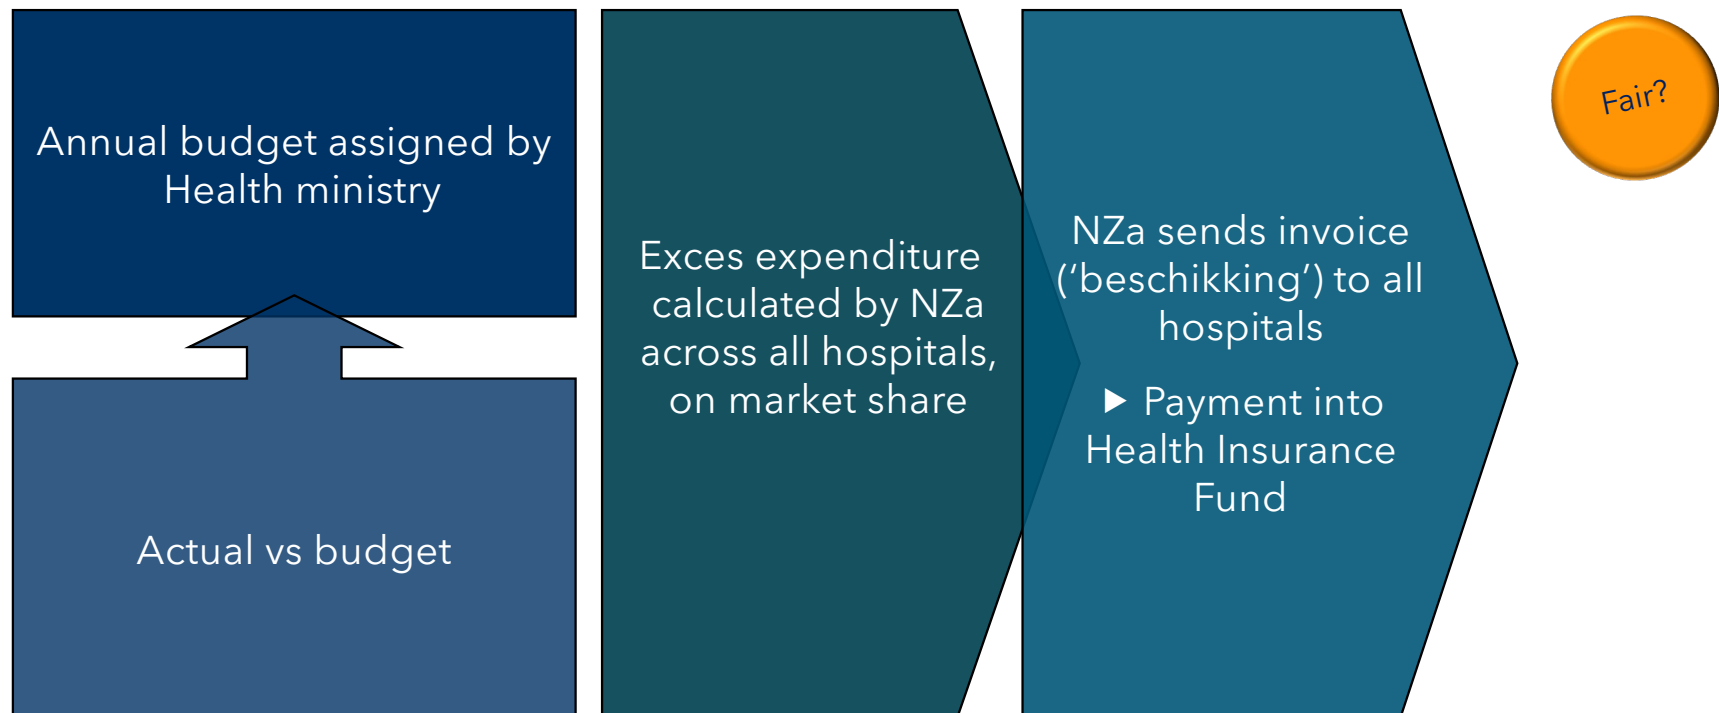 Annual budget assigned by
Health ministry
Actual vs budget
Exces expenditure
calculated by NZa
across all hospitals,
on market share
NZa sends invoice
(‘beschikking’) to all
hospitals
▶ Payment into
Health Insurance
Fund
Fair?